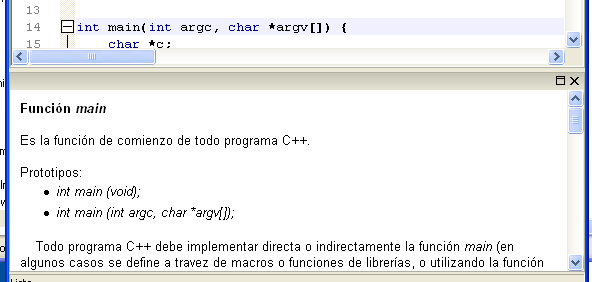 13
14 int main(int argc, char *argv[]) {
15 char *c;
Función main
Es la función de comienzo de todo programa C++.
Prototipos:
• int main (void);
• int main (int argc, char *argv[]);
Todo programa C++ debe implementar directa o indirectamente la función main (en
algunos casos se define a travez de macros o funciones de librerías, o utilizando la función